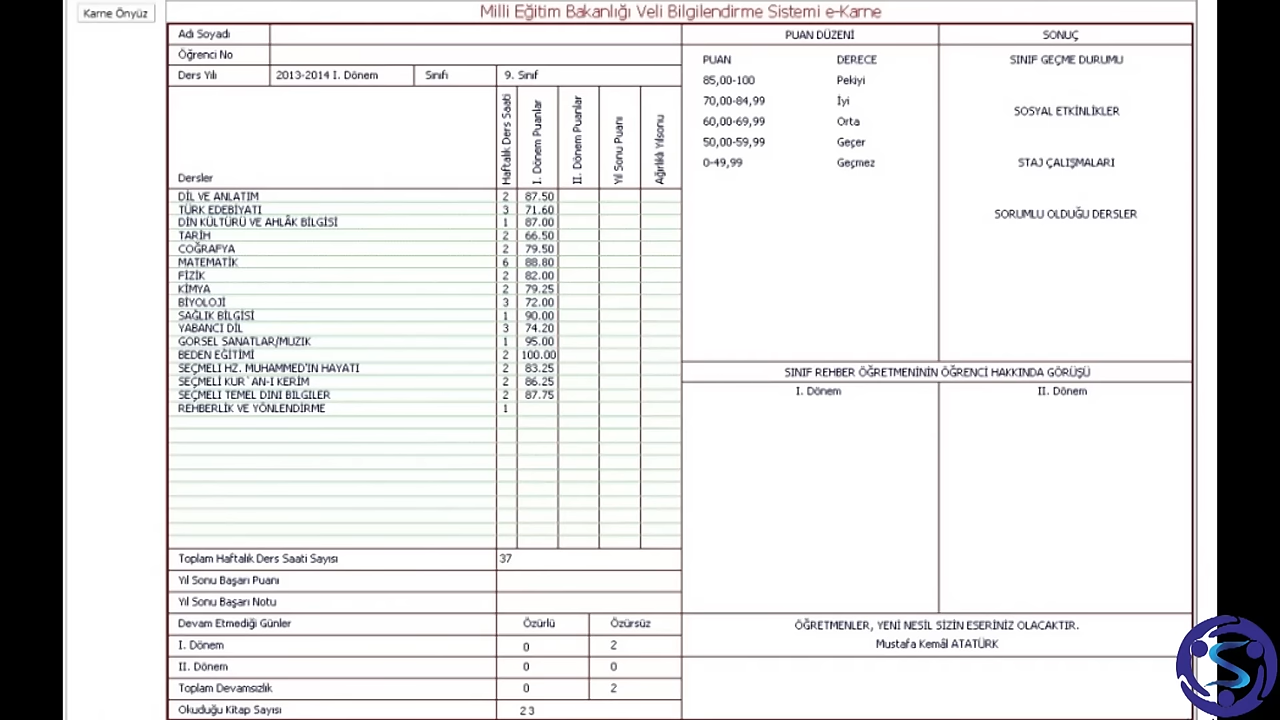 Karne Önyüz
Milli Eğitim Bakanlığı Veli Bilgilendirme Sistemi e-Karne
Adı Soyadı
Öğrenci No
Ders Yılı 2013-2014 I. Dönem Sınıfı 9. Sınıf
Dersler Haftalık Ders Saati I. Dönem Puanlar II. Dönem Puanlar Yıl Sonu Puanı Ağırlıklı Yılsonu
DİL VE ANLATIM 2 87.50
TÜRK EDEBİYATI 3 71.60
DİN KÜLTÜRÜ VE AHLÂK BİLGİSİ 1 87.00
TARİH 2 66.50
COĞRAFYA 2 79.50
MATEMATİK 6 88.80
FİZİK 2 82.00
KİMYA 2 79.25
BİYOLOJİ 3 72.00
SAĞLIK BİLGİSİ 1 90.00
YABANCI DİL 3 74.20
GÖRSEL SANATLAR/MÜZİK 1 95.00
BEDEN EĞİTİMİ 2 100.00
SEÇMELİ HZ. MUHAMMED'İN HAYATI 2 83.25
SEÇMELİ KUR`AN-I KERİM 2 86.25
SEÇMELİ TEMEL DİNİ BİLGİLER 2 87.75
REHBERLİK VE YÖNLENDİRME 1
Toplam Haftalık Ders Saati Sayısı 37
Yıl Sonu Başarı Puanı
Yıl Sonu Başarı Notu
Devam Etmediği Günler Özürlü Özürsüz
I. Dönem 0 2
II. Dönem 0 0
Toplam Devamsızlık 0 2
Okuduğu Kitap Sayısı 23
PUAN DÜZENİ
PUAN DERECE
85,00-100 Pekiyi
70,00-84,99 İyi
60,00-69,99 Orta
50,00-59,99 Geçer
0-49,99 Geçmez
SONUÇ
SINIF GEÇME DURUMU
SOSYAL ETKİNLİKLER
STAJ ÇALIŞMALARI
SORUMLU OLDUĞU DERSLER
SINIF REHBER ÖĞRETMENİNİN ÖĞRENCİ HAKKINDA GÖRÜŞÜ
I. Dönem II. Dönem
ÖĞRETMENLER, YENİ NESİL SİZİN ESERİNİZ OLACAKTIR.
Mustafa Kemâl ATATÜRK